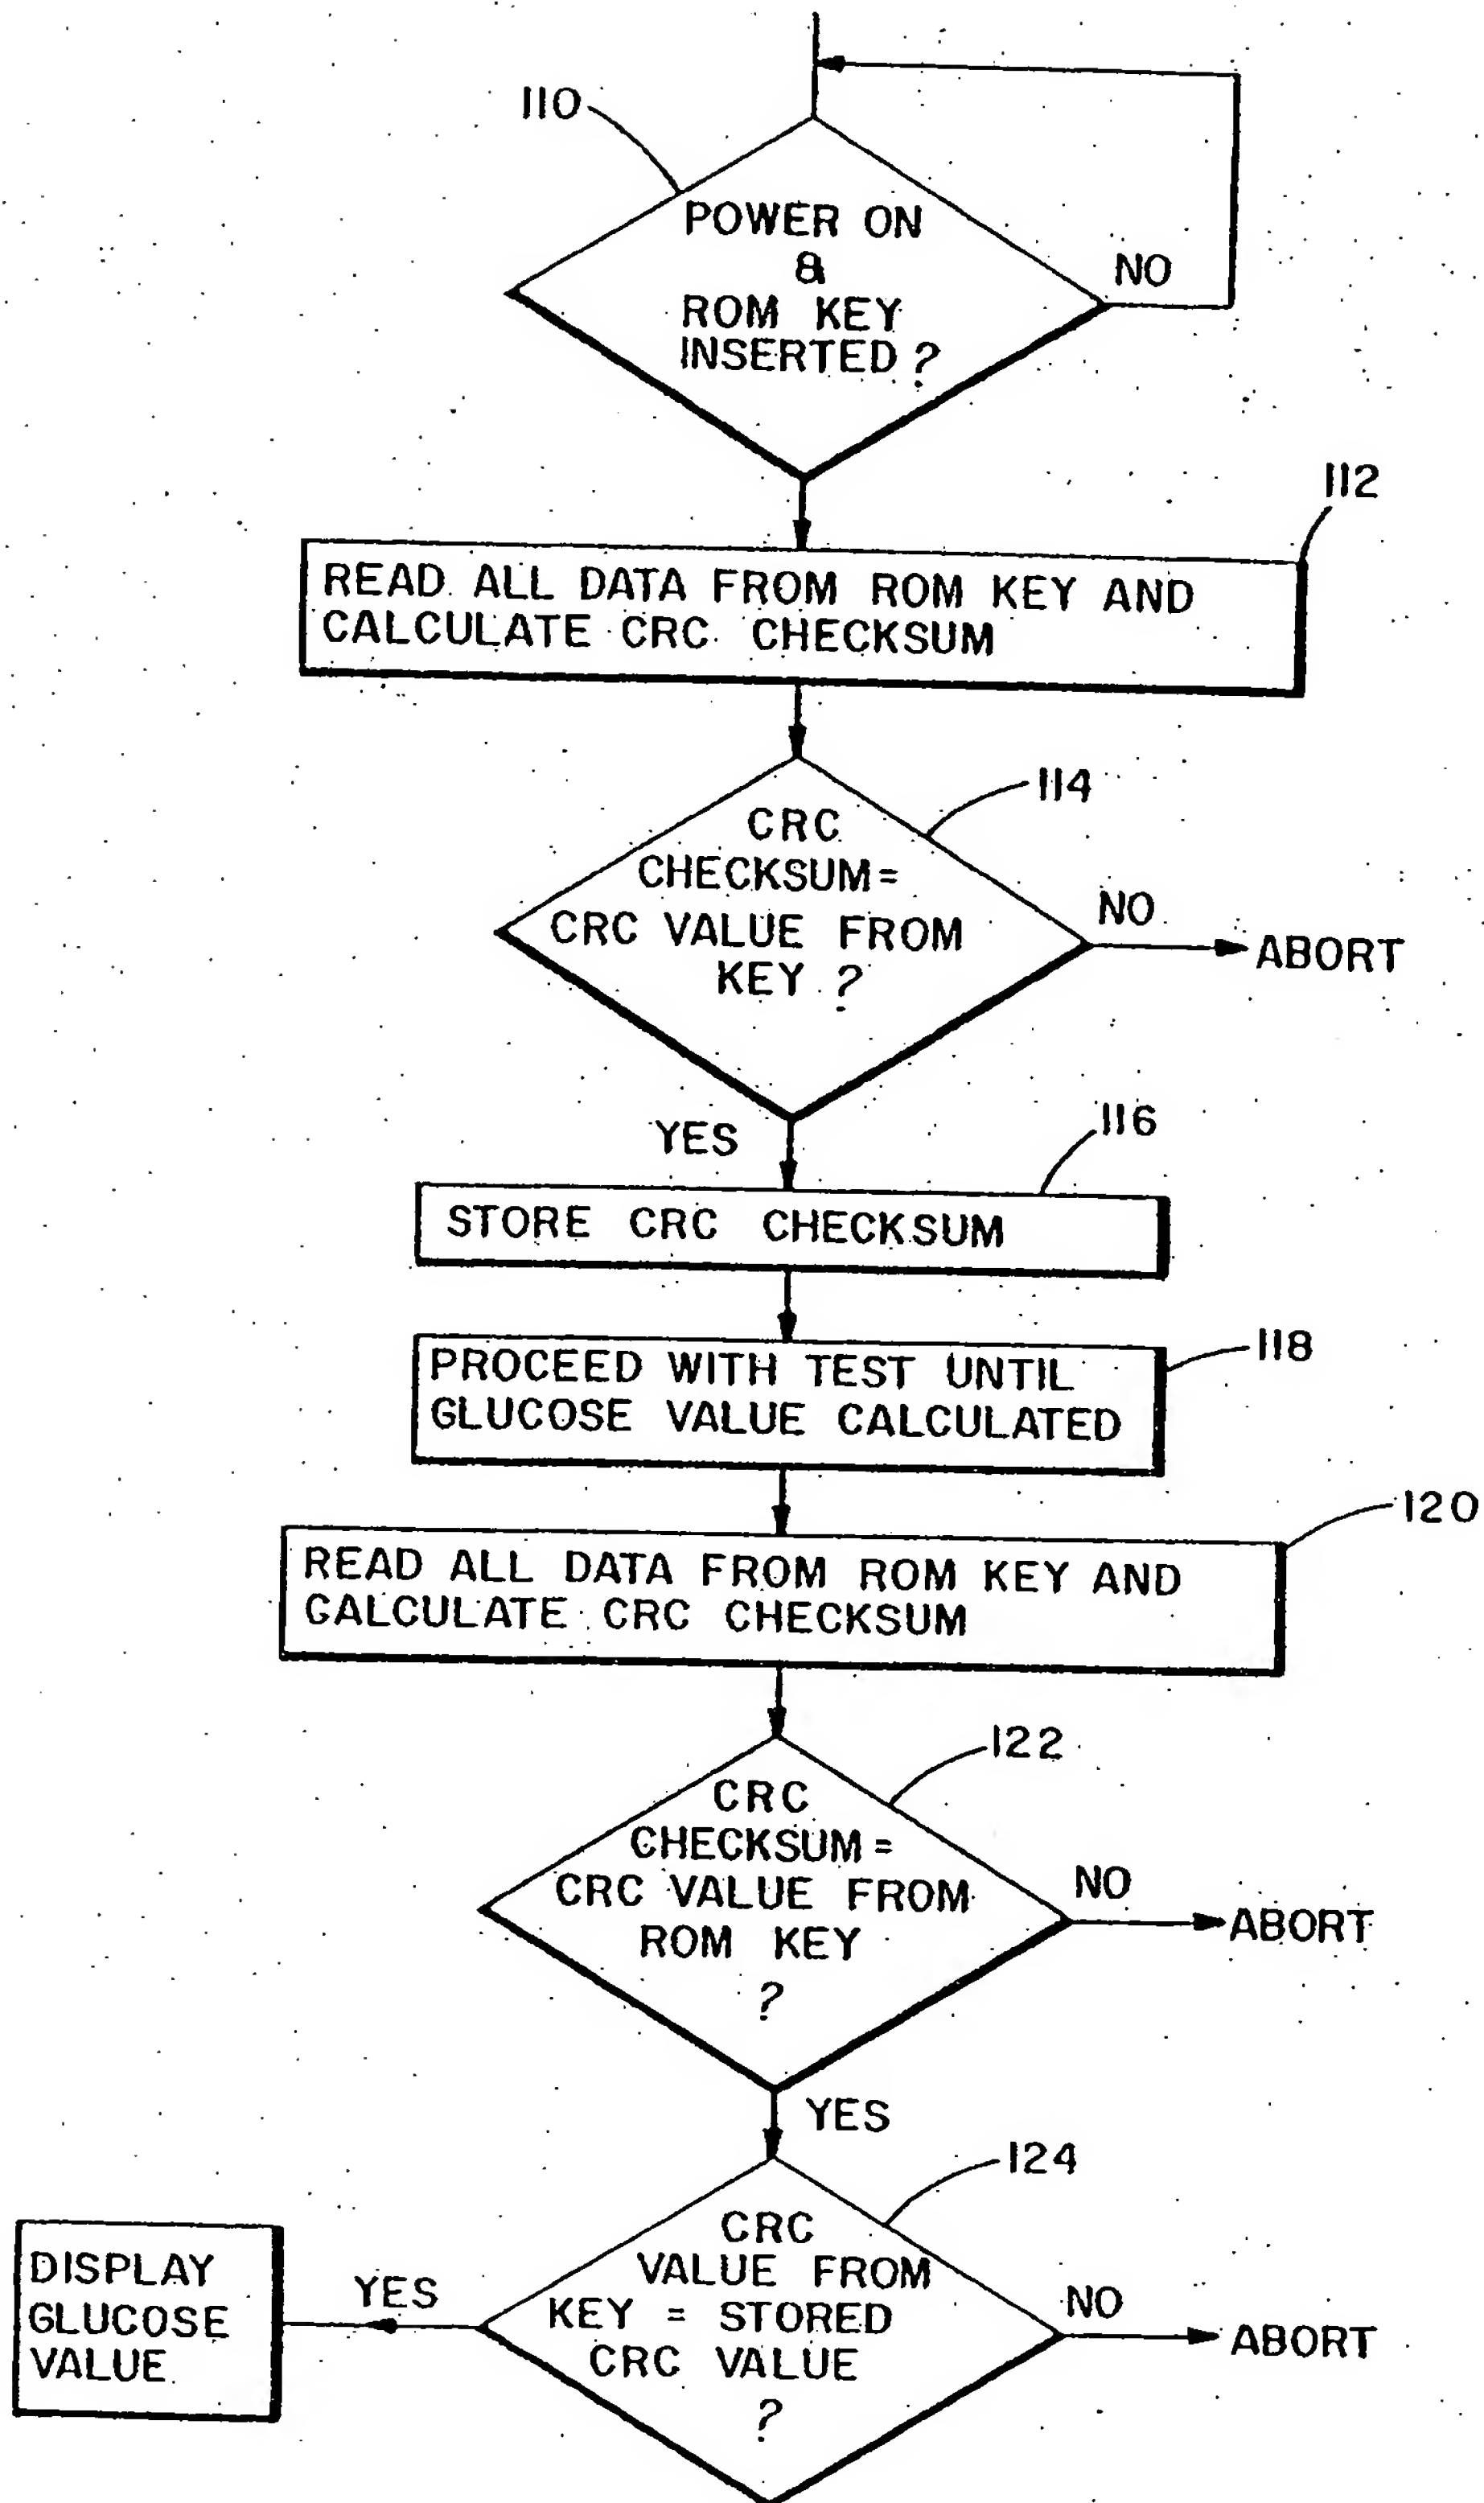 110
POWER ON
&
ROM KEY
INSERTED ?
NO
112
READ ALL DATA FROM ROM KEY AND
CALCULATE CRC CHECKSUM
114
CRC
CHECKSUM =
CRC VALUE FROM
KEY ?
NO
ABORT
YES
116
STORE CRC CHECKSUM
118
PROCEED WITH TEST UNTIL
GLUCOSE VALUE CALCULATED
120
READ ALL DATA FROM ROM KEY AND
CALCULATE CRC CHECKSUM
122
CRC
CHECKSUM =
CRC VALUE FROM
ROM KEY
?
NO
ABORT
YES
124
CRC
VALUE FROM
KEY = STORED
CRC VALUE
?
NO
ABORT
YES
DISPLAY
GLUCOSE
VALUE